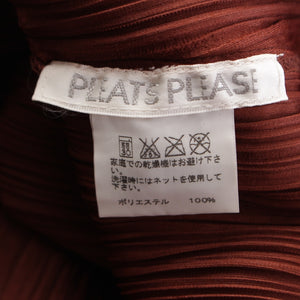 PLEATS PLEASE
家庭での乾燥機はお避け下さ
い。
洗濯時にはネットを使用して
下さい。
ポリエステル 100%